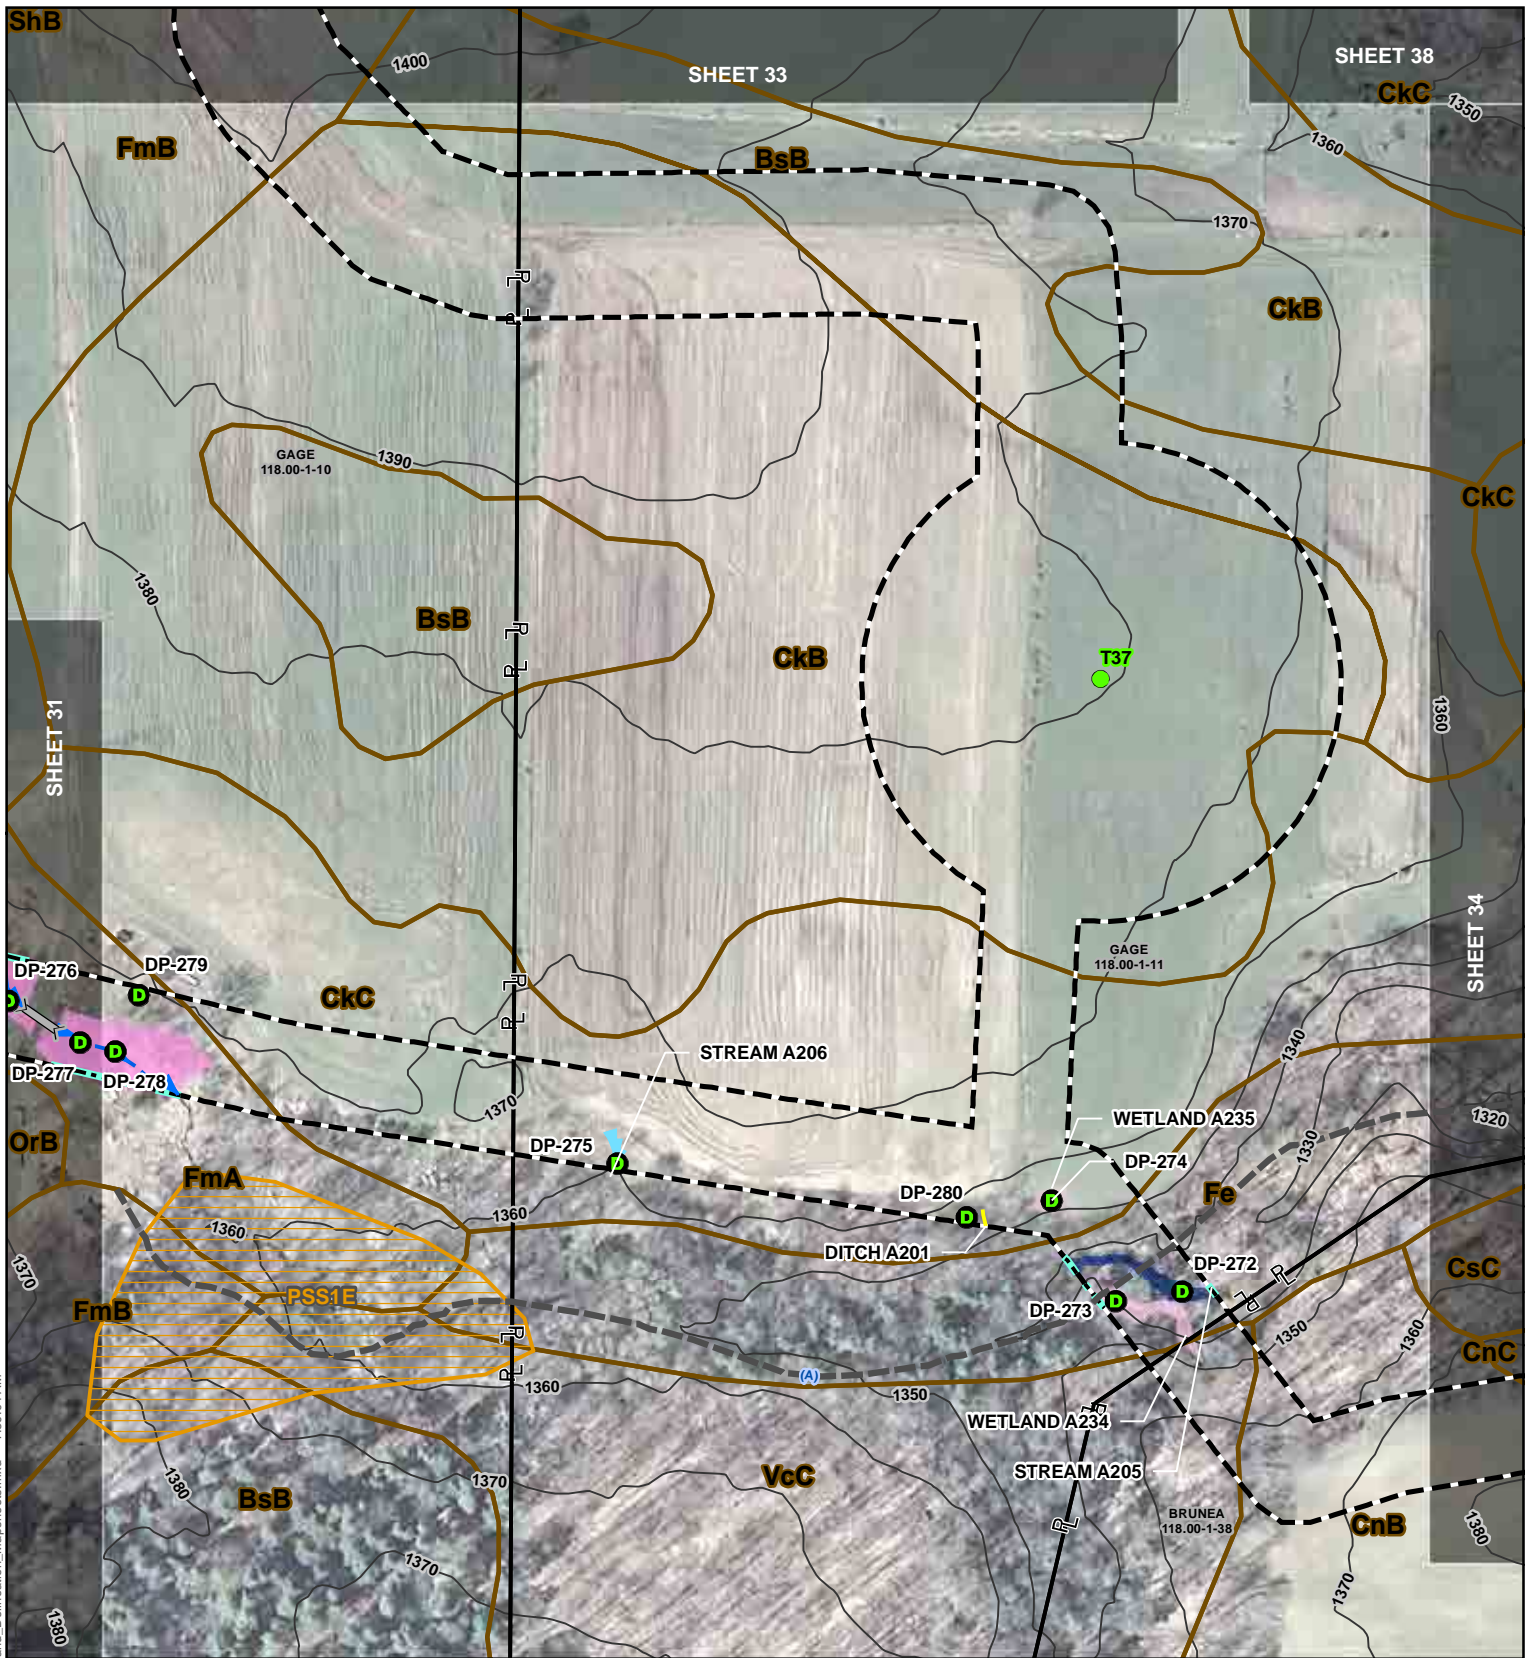 ShB
1400
SHEET 33
SHEET 38
CkC
1350
1360
FmB
BsB
1370
CkB
GAGE
118.00-1-10
1390
CkC
1380
BsB
CkB
T37
1360
SHEET 31
SHEET 34
GAGE
118.00-1-11
DP-276
DP-279
CkC
1340
STREAM A206
DP-277
DP-278
1370
WETLAND A235
1320
1330
OrB
DP-275
DP-274
FmA
DP-280
Fe
1360
1360
DITCH A201
DP-272
CsC
1370
PSS1E
FmB
DP-273
1350
1360
CnC
(A)
1360
1350
WETLAND A234
1380
1370
VcC
STREAM A205
BsB
BRUNEA
118.00-1-38
CnB
1380
1370
1370
1380